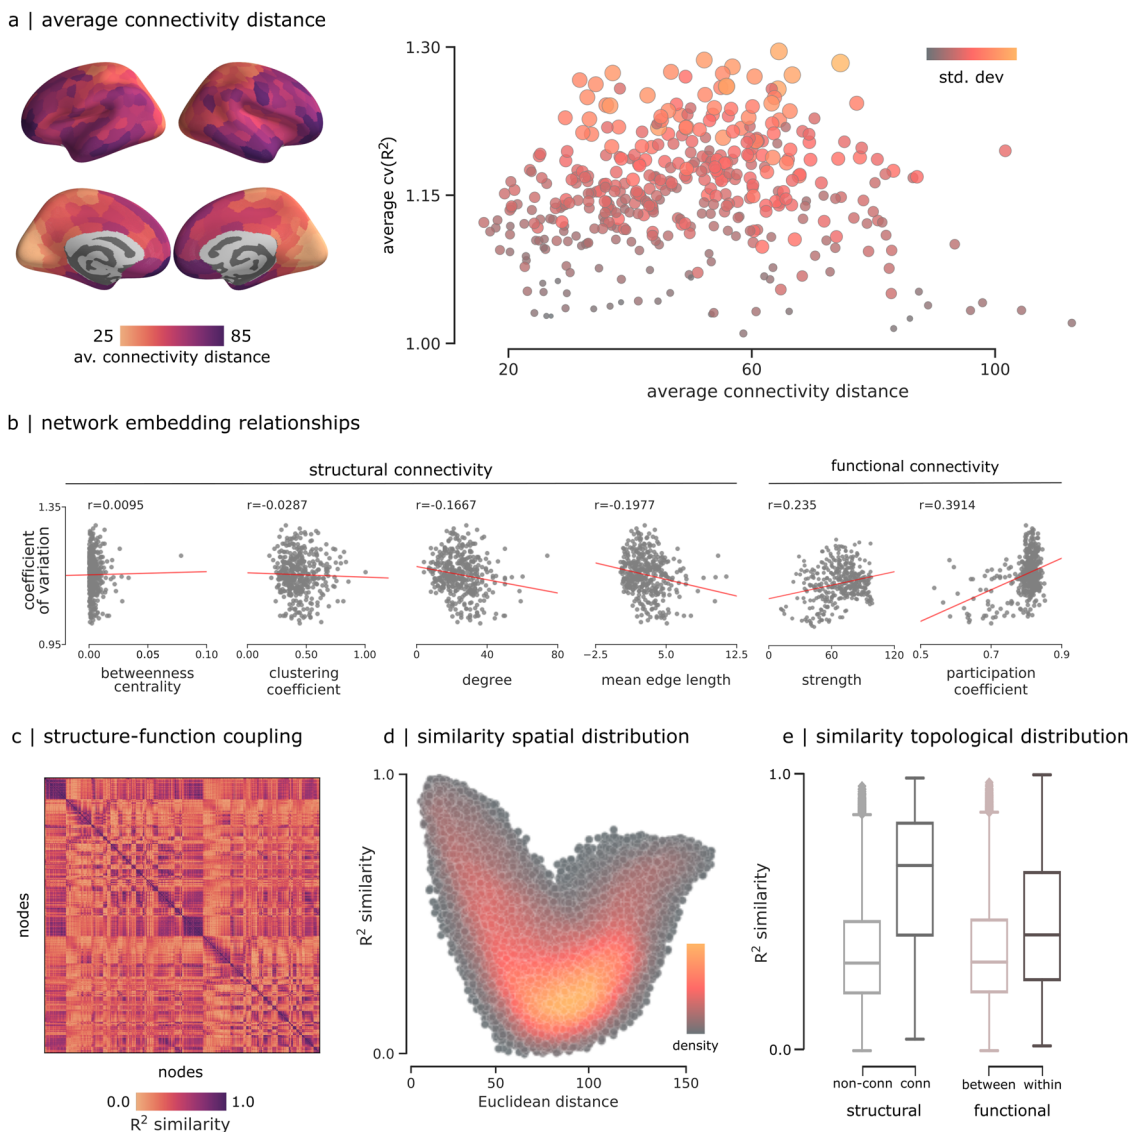 a | average connectivity distance
25 85
av. connectivity distance
1.30
1.15
1.00
average cv(R²)
std. dev
20 60 100
average connectivity distance
b | network embedding relationships
structural connectivity
functional connectivity
r=0.0095 r=-0.0287 r=-0.1667 r=-0.1977 r=0.235 r=0.3914
1.35
coefficient
of variation
0.95
0.00 0.05 0.10
betweenness
centrality
0.00 0.50 1.00
clustering
coefficient
0 40 80
degree
−2.5 5.0 12.5
mean edge length
0 60 120
strength
0.5 0.7 0.9
participation
coefficient
c | structure-function coupling
nodes
nodes
0.0 1.0
R² similarity
d | similarity spatial distribution
1.0
R² similarity
0.0
density
0 50 100 150
Euclidean distance
e | similarity topological distribution
1.0
R² similarity
0.0
non-conn conn between within
structural functional